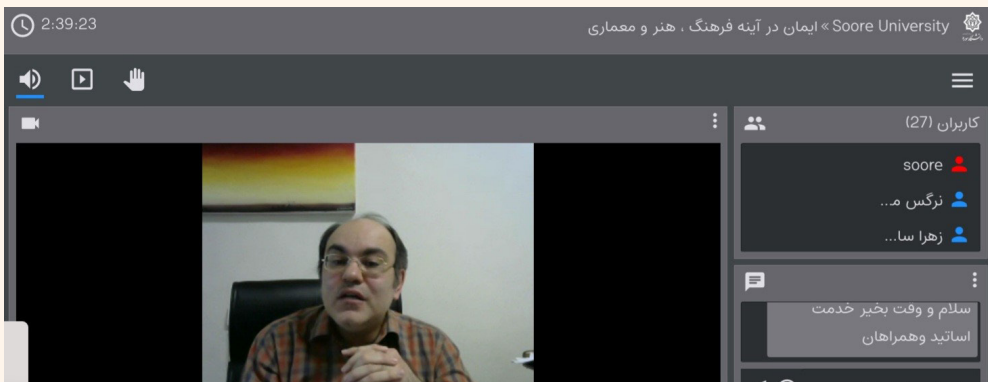 2:39:23
Soore University » ایمان در آینه فرهنگ ، هنر و معماری
کاربران (27)
soore
نرگس م...
زهرا سا...
سلام و وقت بخیر خدمت
اساتید وهمراهان